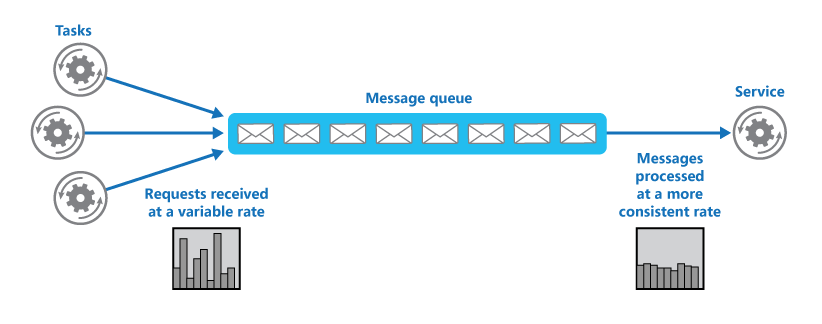 Tasks
Message queue
Service
Requests received
at a variable rate
Messages
processed
at a more
consistent rate